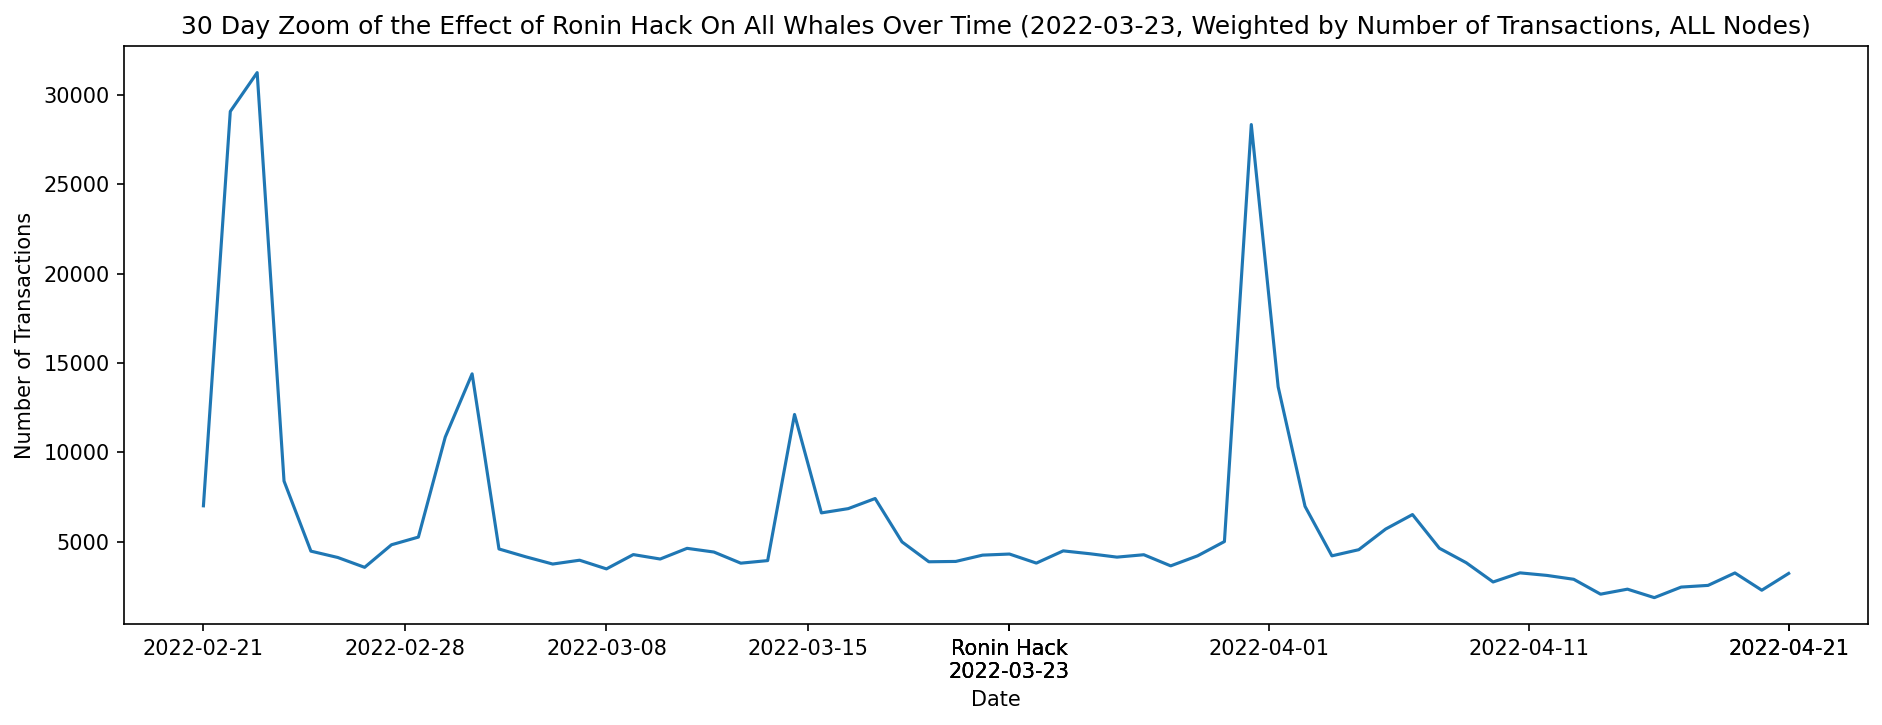 30 Day Zoom of the Effect of Ronin Hack On All Whales Over Time (2022-03-23, Weighted by Number of Transactions, ALL Nodes)
Number of Transactions
30000
25000
20000
15000
10000
5000
2022-02-21 2022-02-28 2022-03-08 2022-03-15 Ronin Hack 2022-04-01 2022-04-11 2022-04-21
2022-03-23
Date